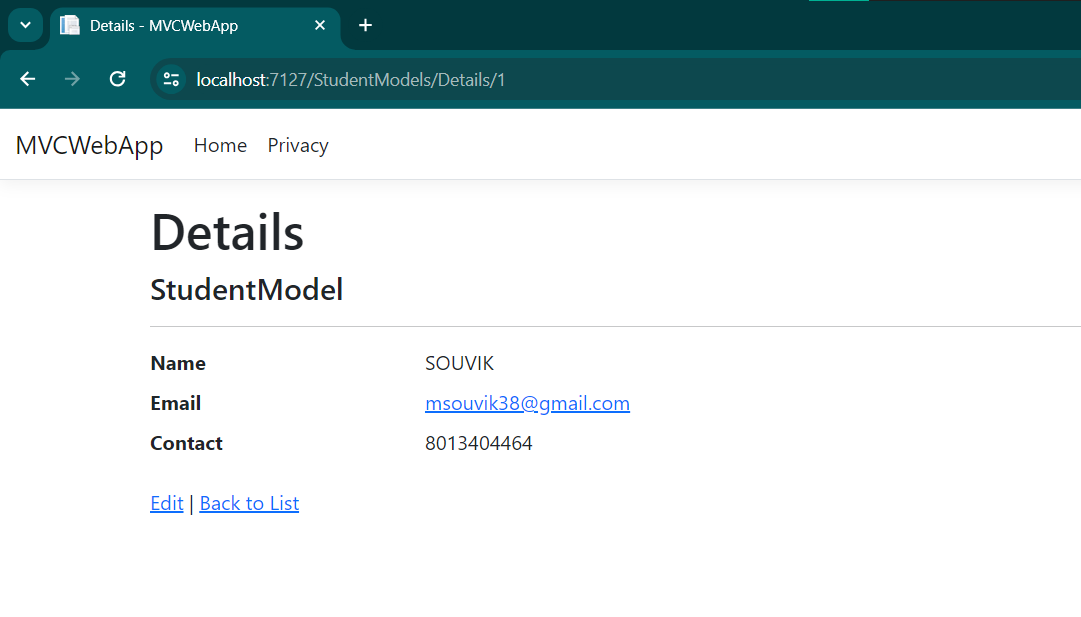 Details - MVCWebApp
localhost:7127/StudentModels/Details/1
MVCWebApp Home Privacy
Details
StudentModel
Name SOUVIK
Email msouvik38@gmail.com
Contact 8013404464
Edit | Back to List